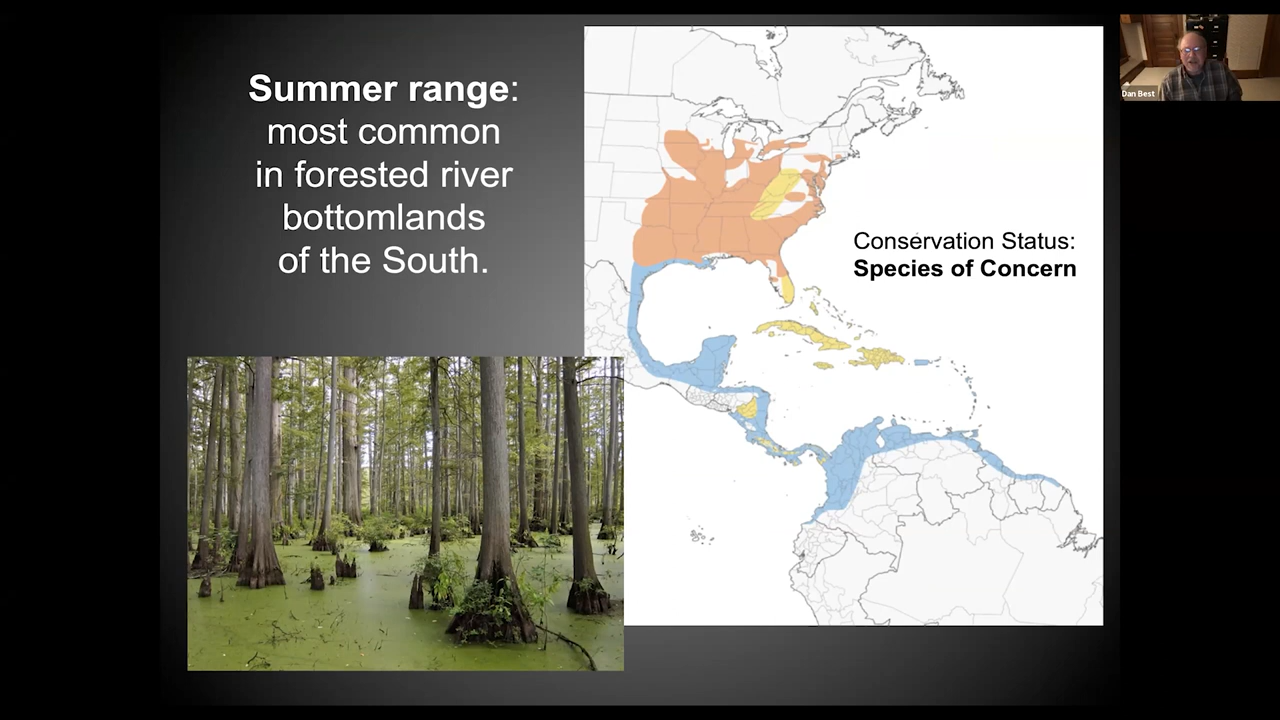 Summer range:
most common
in forested river
bottomlands
of the South.
Conservation Status:
Species of Concern
Dan Best